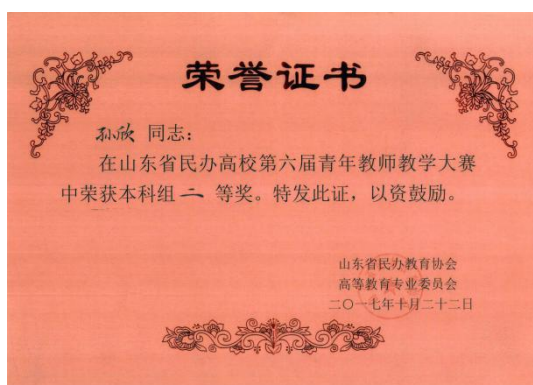 荣誉证书
孙欣 同志：
在山东省民办高校第六届青年教师教学大赛
中荣获本科组 二 等奖。特发此证，以资鼓励。
山东省民办教育协会
高等教育专业委员会
二〇一七年十月二十二日